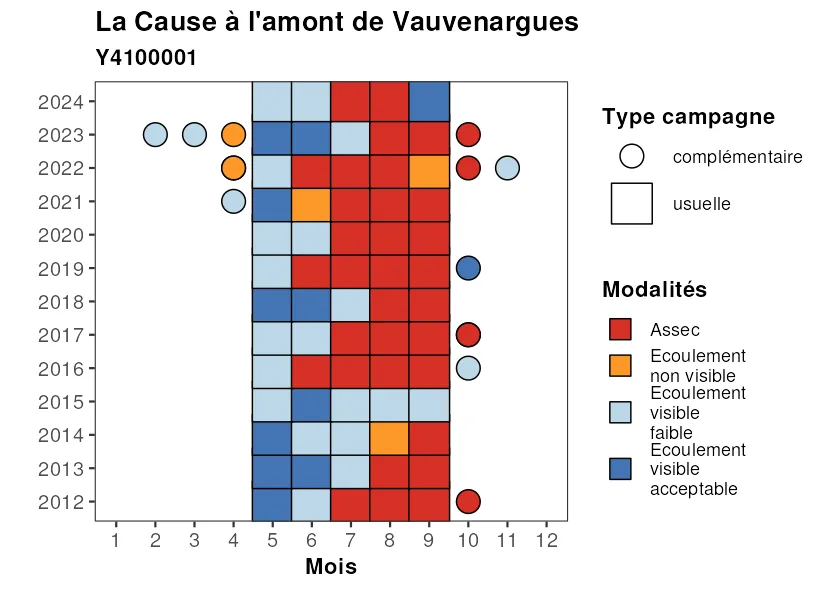 La Cause à l'amont de Vauvenargues
Y4100001
2024
2023
2022
2021
2020
2019
2018
2017
2016
2015
2014
2013
2012
1 2 3 4 5 6 7 8 9 10 11 12
Mois
Type campagne
complémentaire
usuelle
Modalités
Assec
Ecoulement
non visible
Ecoulement
visible
faible
Ecoulement
visible
acceptable